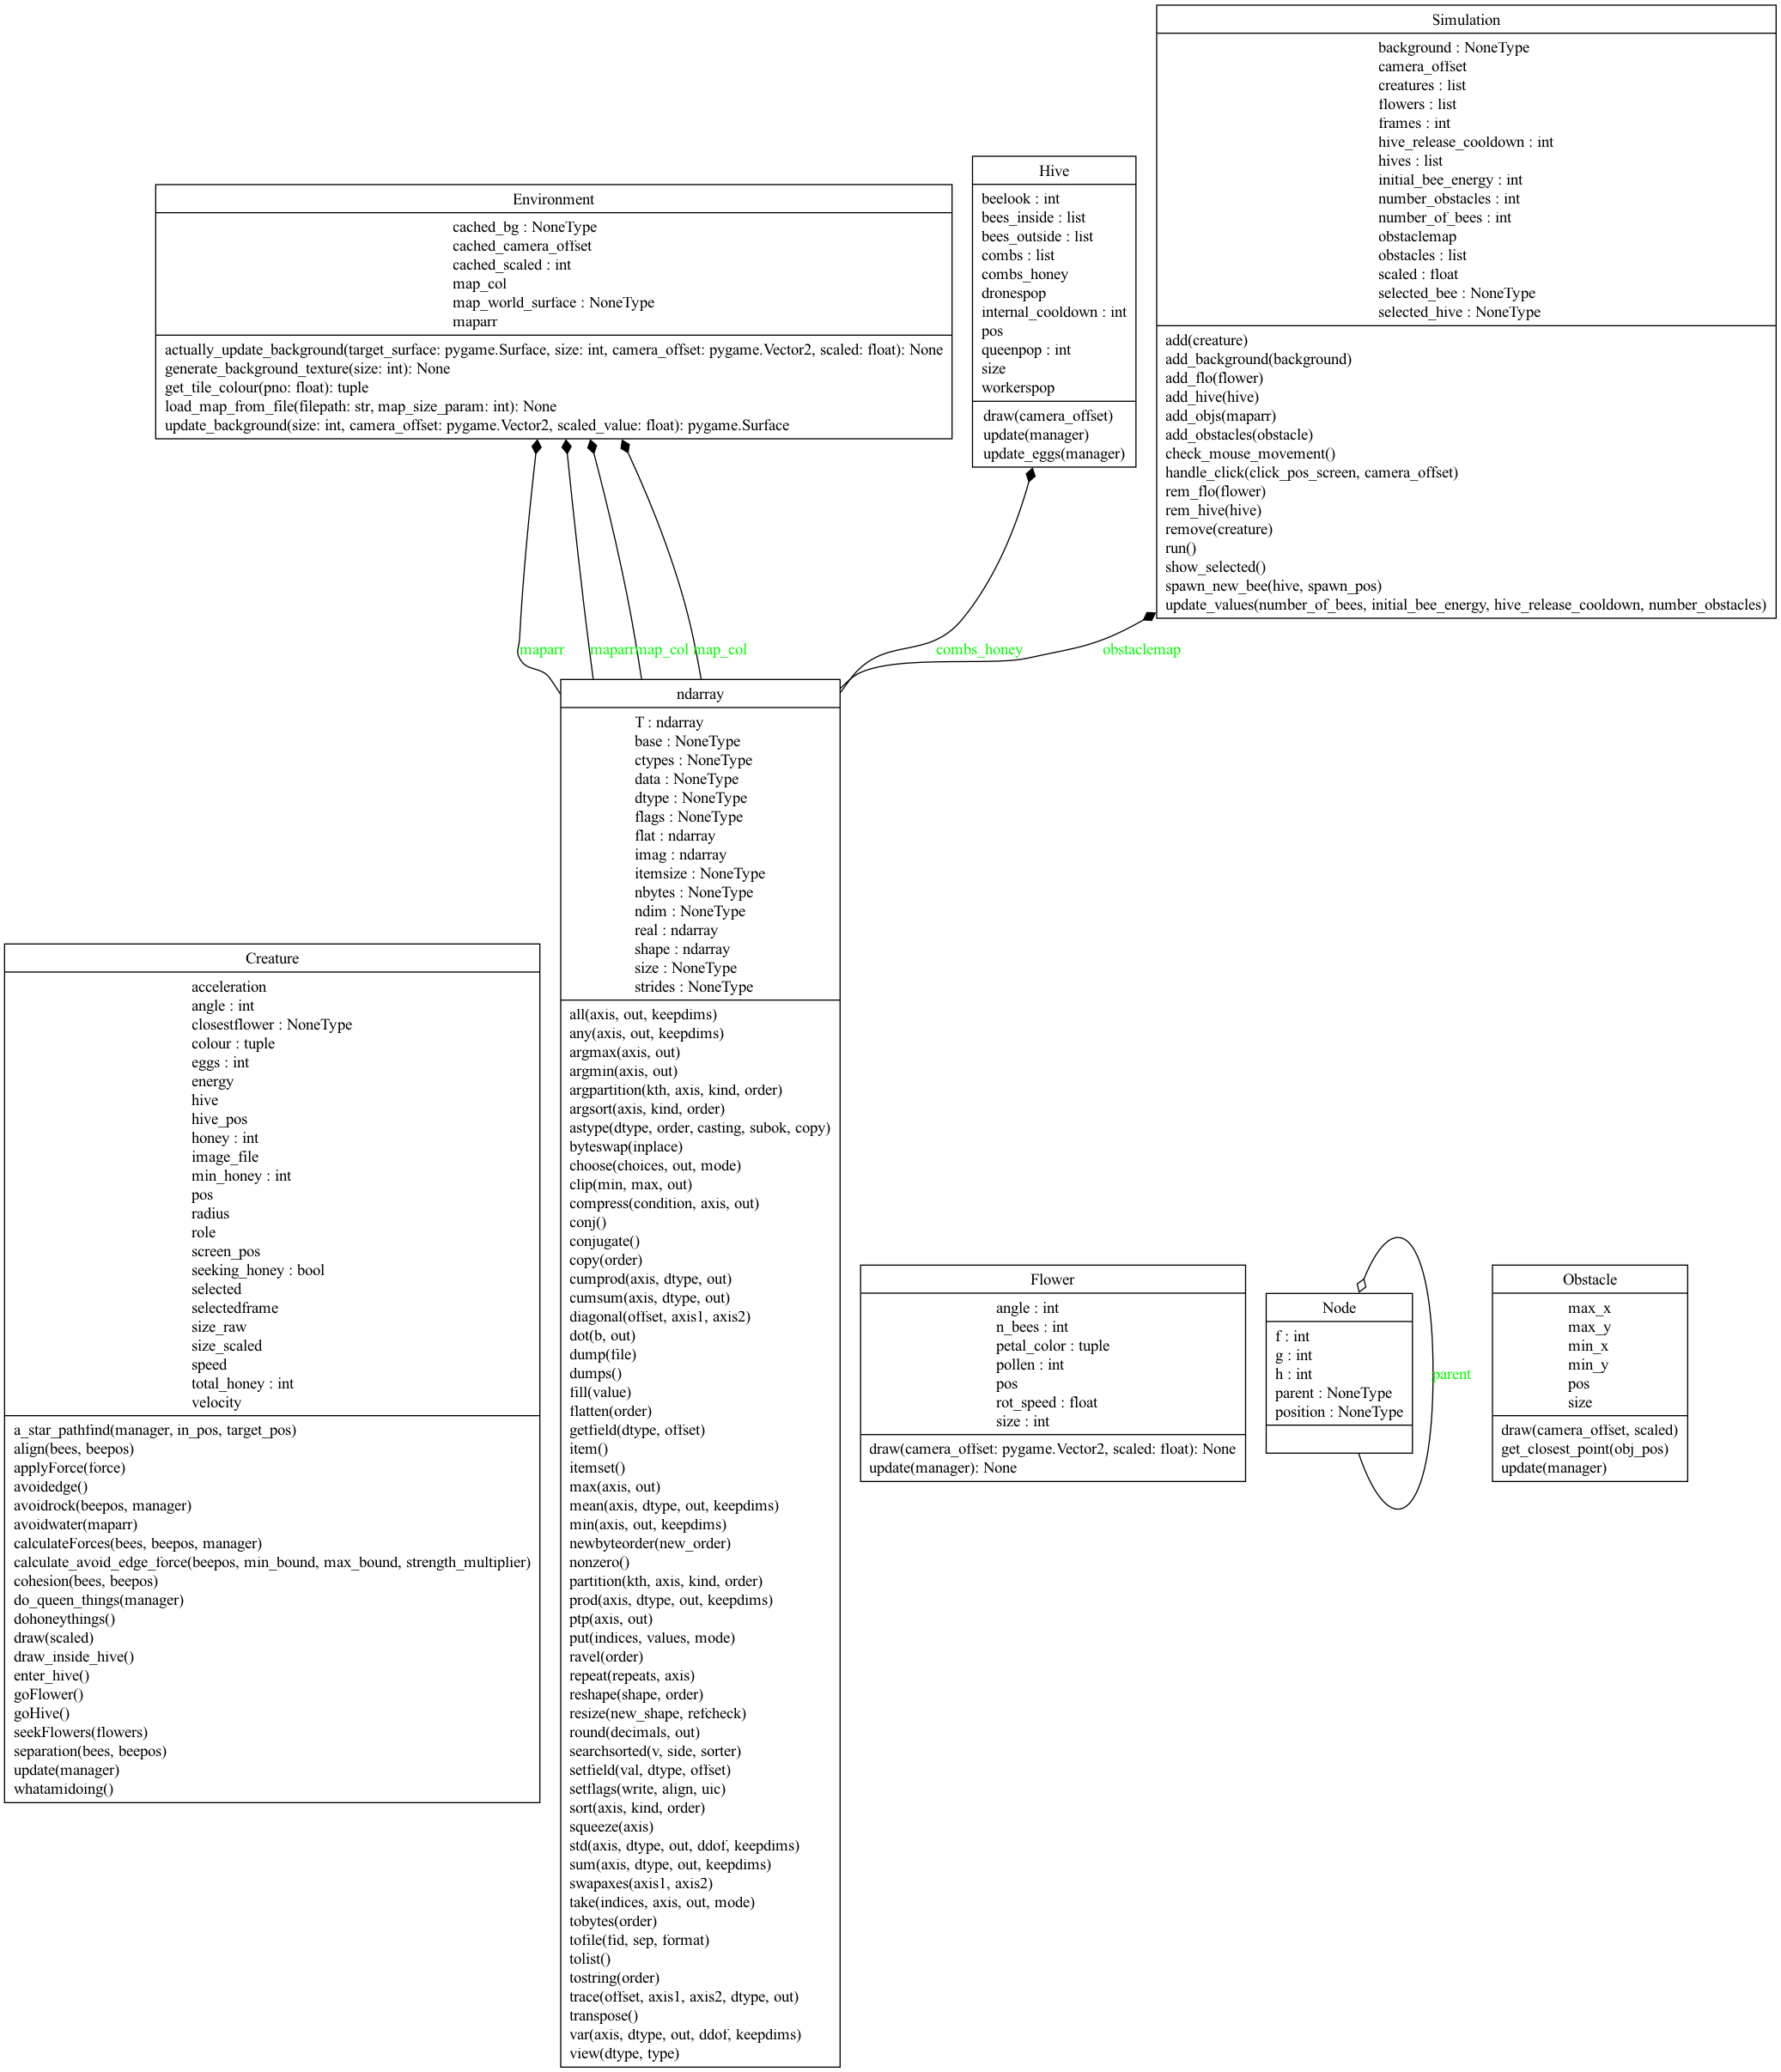 Simulation
background : NoneType
camera_offset
creatures : list
flowers : list
frames : int
hive_release_cooldown : int
hives : list
initial_bee_energy : int
number_obstacles : int
number_of_bees : int
obstaclemap
obstacles : list
scaled : float
selected_bee : NoneType
selected_hive : NoneType
add(creature)
add_background(background)
add_flo(flower)
add_hive(hive)
add_objs(maparr)
add_obstacles(obstacle)
check_mouse_movement()
handle_click(click_pos_screen, camera_offset)
rem_flo(flower)
rem_hive(hive)
remove(creature)
run()
show_selected()
spawn_new_bee(hive, spawn_pos)
update_values(number_of_bees, initial_bee_energy, hive_release_cooldown, number_obstacles)
Hive
beelook : int
bees_inside : list
bees_outside : list
combs : list
combs_honey
dronespop
internal_cooldown : int
pos
queenpop : int
size
workerspop
draw(camera_offset)
update(manager)
update_eggs(manager)
Environment
cached_bg : NoneType
cached_camera_offset
cached_scaled : int
map_col
map_world_surface : NoneType
maparr
actually_update_background(target_surface: pygame.Surface, size: int, camera_offset: pygame.Vector2, scaled: float): None
generate_background_texture(size: int): None
get_tile_colour(pno: float): tuple
load_map_from_file(filepath: str, map_size_param: int): None
update_background(size: int, camera_offset: pygame.Vector2, scaled_value: float): pygame.Surface
maparr
maparr
map_col
map_col
combs_honey
obstaclemap
ndarray
T : ndarray
base : NoneType
ctypes : NoneType
data : NoneType
dtype : NoneType
flags : NoneType
flat : ndarray
imag : ndarray
itemsize : NoneType
nbytes : NoneType
ndim : NoneType
real : ndarray
shape : ndarray
size : NoneType
strides : NoneType
all(axis, out, keepdims)
any(axis, out, keepdims)
argmax(axis, out)
argmin(axis, out)
argpartition(kth, axis, kind, order)
argsort(axis, kind, order)
astype(dtype, order, casting, subok, copy)
byteswap(inplace)
choose(choices, out, mode)
clip(min, max, out)
compress(condition, axis, out)
conj()
conjugate()
copy(order)
cumprod(axis, dtype, out)
cumsum(axis, dtype, out)
diagonal(offset, axis1, axis2)
dot(b, out)
dump(file)
dumps()
fill(value)
flatten(order)
getfield(dtype, offset)
item()
itemset()
max(axis, out)
mean(axis, dtype, out, keepdims)
min(axis, out, keepdims)
newbyteorder(new_order)
nonzero()
partition(kth, axis, kind, order)
prod(axis, dtype, out, keepdims)
ptp(axis, out)
put(indices, values, mode)
ravel(order)
repeat(repeats, axis)
reshape(shape, order)
resize(new_shape, refcheck)
round(decimals, out)
searchsorted(v, side, sorter)
setfield(val, dtype, offset)
setflags(write, align, uic)
sort(axis, kind, order)
squeeze(axis)
std(axis, dtype, out, ddof, keepdims)
sum(axis, dtype, out, keepdims)
swapaxes(axis1, axis2)
take(indices, axis, out, mode)
tobytes(order)
tofile(fid, sep, format)
tolist()
tostring(order)
trace(offset, axis1, axis2, dtype, out)
transpose()
var(axis, dtype, out, ddof, keepdims)
view(dtype, type)
Creature
acceleration
angle : int
closestflower : NoneType
colour : tuple
eggs : int
energy
hive
hive_pos
honey : int
image_file
min_honey : int
pos
radius
role
screen_pos
seeking_honey : bool
selected
selectedframe
size_raw
size_scaled
speed
total_honey : int
velocity
a_star_pathfind(manager, in_pos, target_pos)
align(bees, beepos)
applyForce(force)
avoidedge()
avoidrock(beepos, manager)
avoidwater(maparr)
calculateForces(bees, beepos, manager)
calculate_avoid_edge_force(beepos, min_bound, max_bound, strength_multiplier)
cohesion(bees, beepos)
do_queen_things(manager)
dohoneythings()
draw(scaled)
draw_inside_hive()
enter_hive()
goFlower()
goHive()
seekFlowers(flowers)
separation(bees, beepos)
update(manager)
whatamidoing()
Flower
angle : int
n_bees : int
petal_color : tuple
pollen : int
pos
rot_speed : float
size : int
draw(camera_offset: pygame.Vector2, scaled: float): None
update(manager): None
Node
f : int
g : int
h : int
parent : NoneType
position : NoneType
parent
Obstacle
max_x
max_y
min_x
min_y
pos
size
draw(camera_offset, scaled)
get_closest_point(obj_pos)
update(manager)